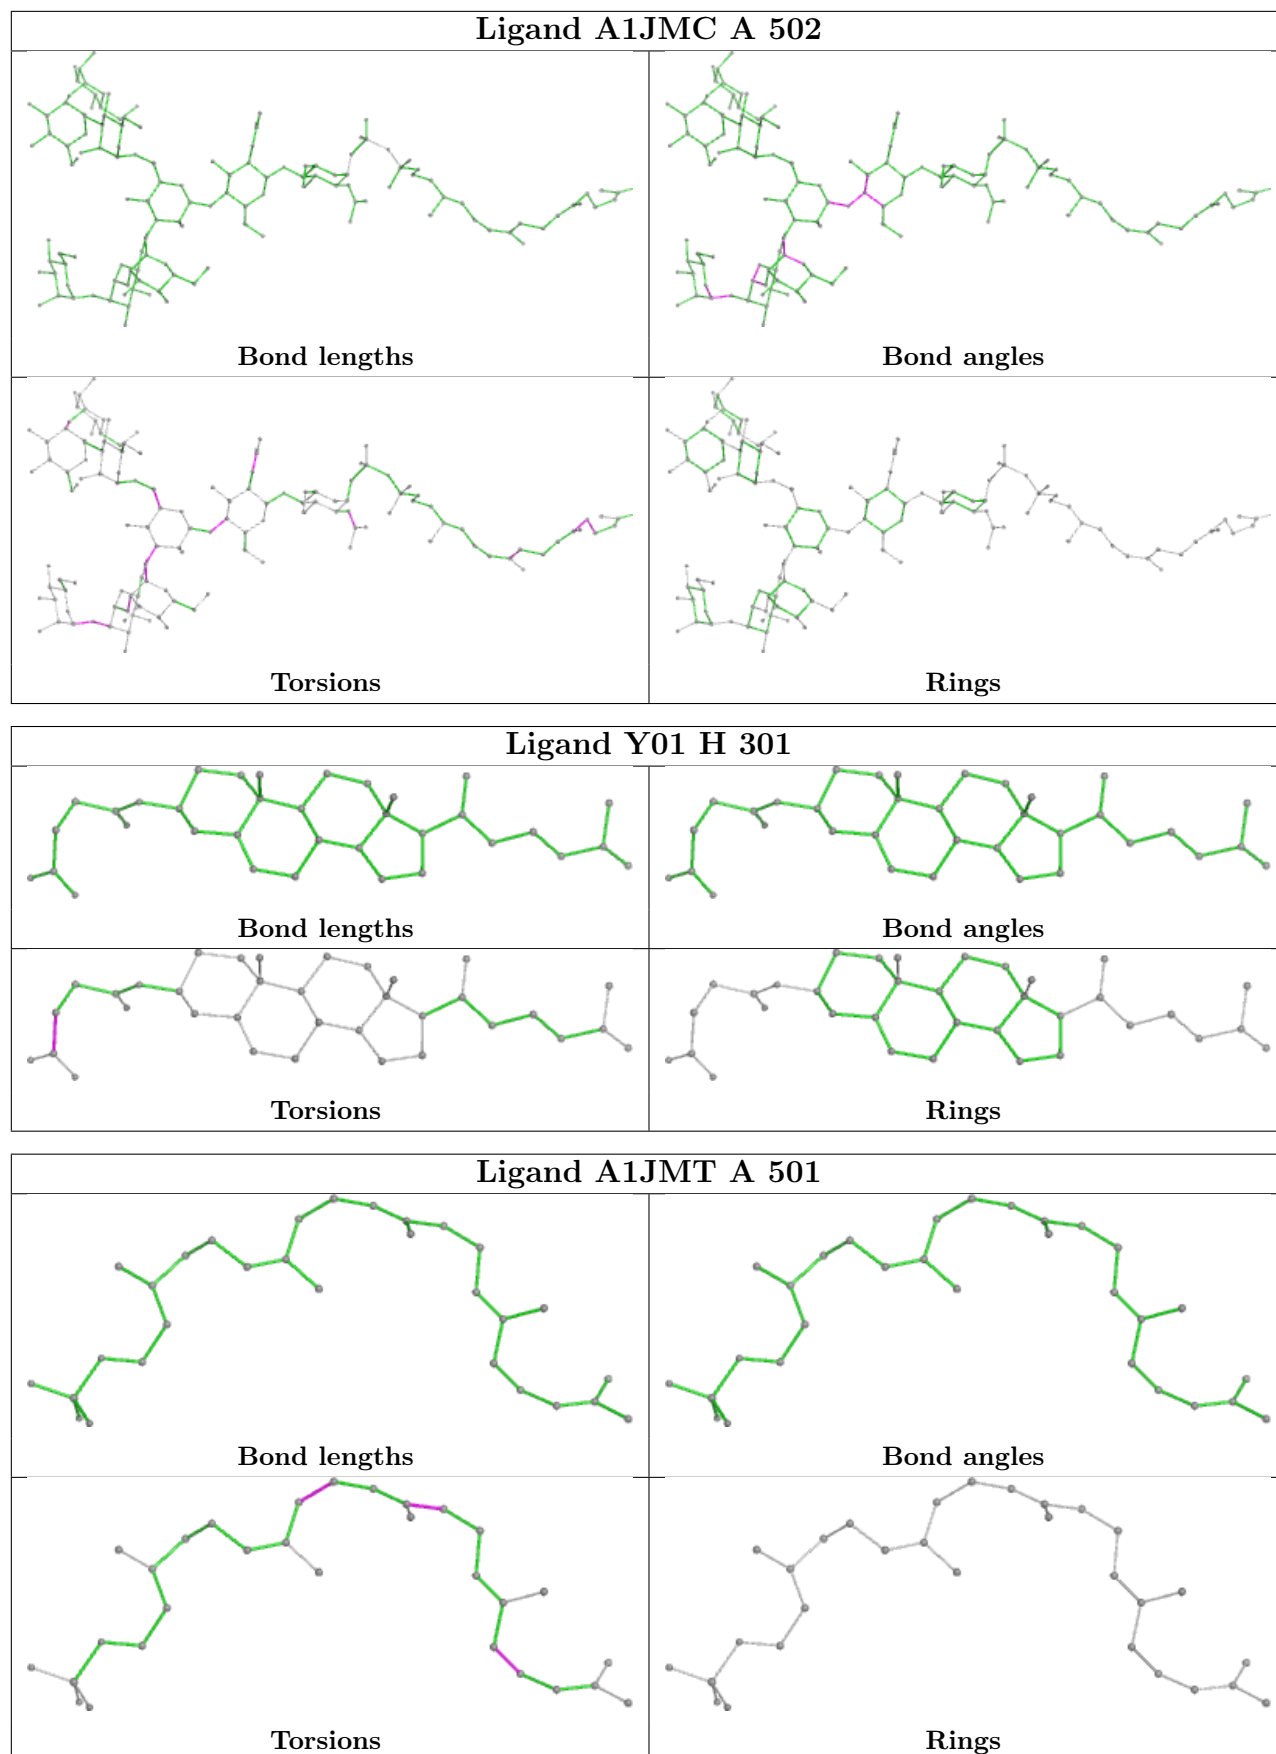 Ligand A1JMC A 502
Bond lengths
Bond angles
Torsions
Rings
Ligand Y01 H 301
Bond lengths
Bond angles
Torsions
Rings
Ligand A1JMT A 501
Bond lengths
Bond angles
Torsions
Rings